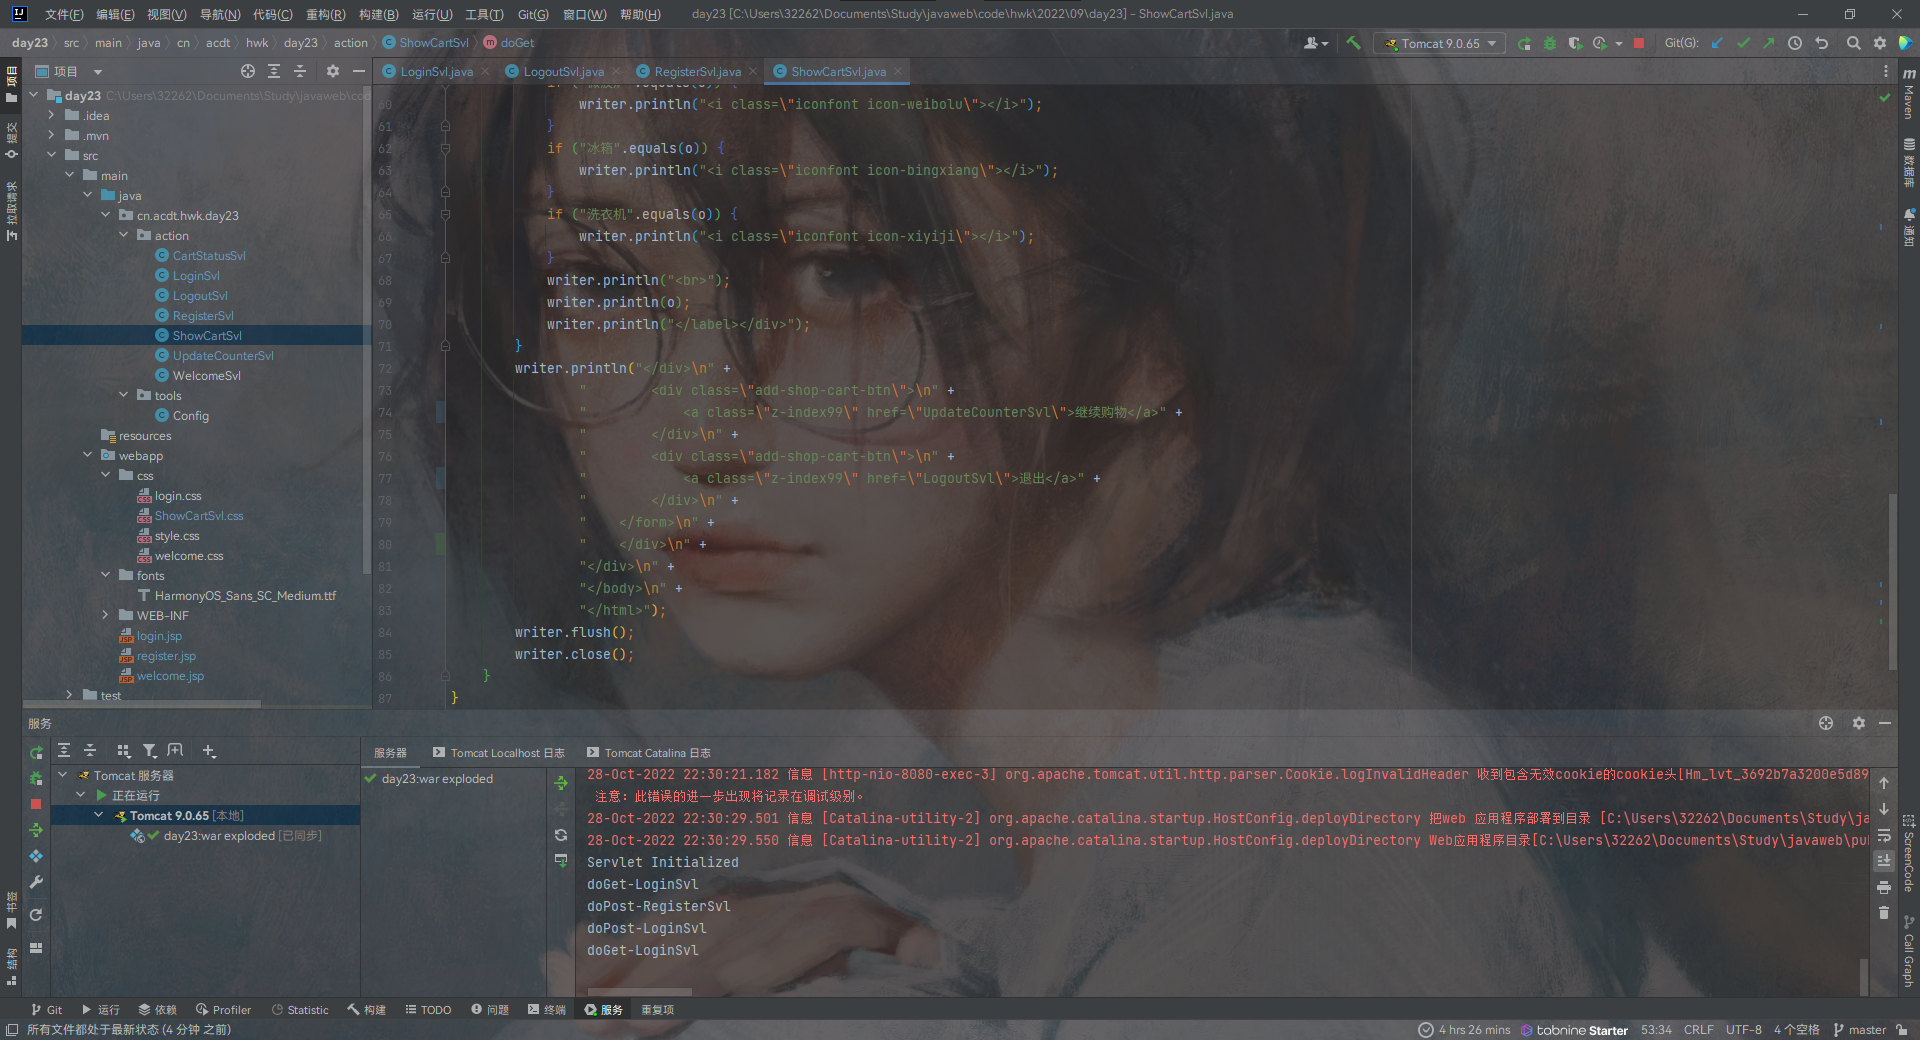 文件(F) 编辑(E) 视图(V) 导航(N) 代码(C) 重构(R) 构建(B) 运行(U) 工具(T) Git(G) 窗口(W) 帮助(H) day23 [C:\Users\32262\Documents\Study\javaweb\code\hwk\2022\09\day23] - ShowCartSvl.java
day23 src main java cn acdt hwk day23 action ShowCartSvl doGet Tomcat 9.0.65 Git(G):
项目
LoginSvl.java LogoutSvl.java RegisterSvl.java ShowCartSvl.java
day23 C:\Users\32262\Documents\Study\javaweb\cod
.idea
.mvn
src
main
java
cn.acdt.hwk.day23
action
CartStatusSvl
LoginSvl
LogoutSvl
RegisterSvl
ShowCartSvl
UpdateCounterSvl
WelcomeSvl
tools
Config
resources
webapp
css
login.css
ShowCartSvl.css
style.css
welcome.css
fonts
HarmonyOS_Sans_SC_Medium.ttf
WEB-INF
login.jsp
register.jsp
welcome.jsp
test
项目
提交
拉取请求
书签
结构
60 writer.println("<i class=\"iconfont icon-weibolu\"></i>");
61 }
62 if ("冰箱".equals(o)) {
63 writer.println("<i class=\"iconfont icon-bingxiang\"></i>");
64 }
65 if ("洗衣机".equals(o)) {
66 writer.println("<i class=\"iconfont icon-xiyiji\"></i>");
67 }
68 writer.println("<br>");
69 writer.println(o);
70 writer.println("</label></div>");
71 }
72 writer.println("</div>\n" +
73 " <div class=\"add-shop-cart-btn\">\n" +
74 " <a class=\"z-index99\" href=\"UpdateCounterSvl\">继续购物</a>" +
75 " </div>\n" +
76 " <div class=\"add-shop-cart-btn\">\n" +
77 " <a class=\"z-index99\" href=\"LogoutSvl\">退出</a>" +
78 " </div>\n" +
79 " </form>\n" +
80 " </div>\n" +
81 "</div>\n" +
82 "</body>\n" +
83 "</html>");
84 writer.flush();
85 writer.close();
86 }
87 }
Maven
数据库
通知
ScreenCode
Call Graph
服务
Tomcat 服务器
正在运行
Tomcat 9.0.65 [本地]
day23:war exploded [已同步]
服务器 Tomcat Localhost 日志 Tomcat Catalina 日志
day23:war exploded
28-Oct-2022 22:30:21.182 信息 [http-nio-8080-exec-3] org.apache.tomcat.util.http.parser.Cookie.logInvalidHeader 收到包含无效cookie的cookie头[Hm_lvt_3692b7a3200e5d89
注意：此错误的进一步出现将记录在调试级别。
28-Oct-2022 22:30:29.501 信息 [Catalina-utility-2] org.apache.catalina.startup.HostConfig.deployDirectory 把web 应用程序部署到目录 [C:\Users\32262\Documents\Study\ja
28-Oct-2022 22:30:29.550 信息 [Catalina-utility-2] org.apache.catalina.startup.HostConfig.deployDirectory Web应用程序目录[C:\Users\32262\Documents\Study\javaweb\pu
Servlet Initialized
doGet-LoginSvl
doPost-RegisterSvl
doPost-LoginSvl
doGet-LoginSvl
Git 运行 依赖 Profiler Statistic 构建 TODO 问题 终端 服务 重复项
所有文件都处于最新状态 (4 分钟 之前) 4 hrs 26 mins tabnine Starter 53:34 CRLF UTF-8 4 个空格 master